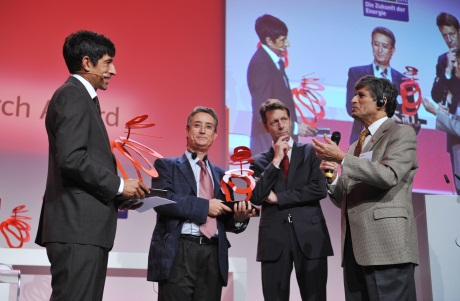 Die Zukunft der
Energie
rch Award